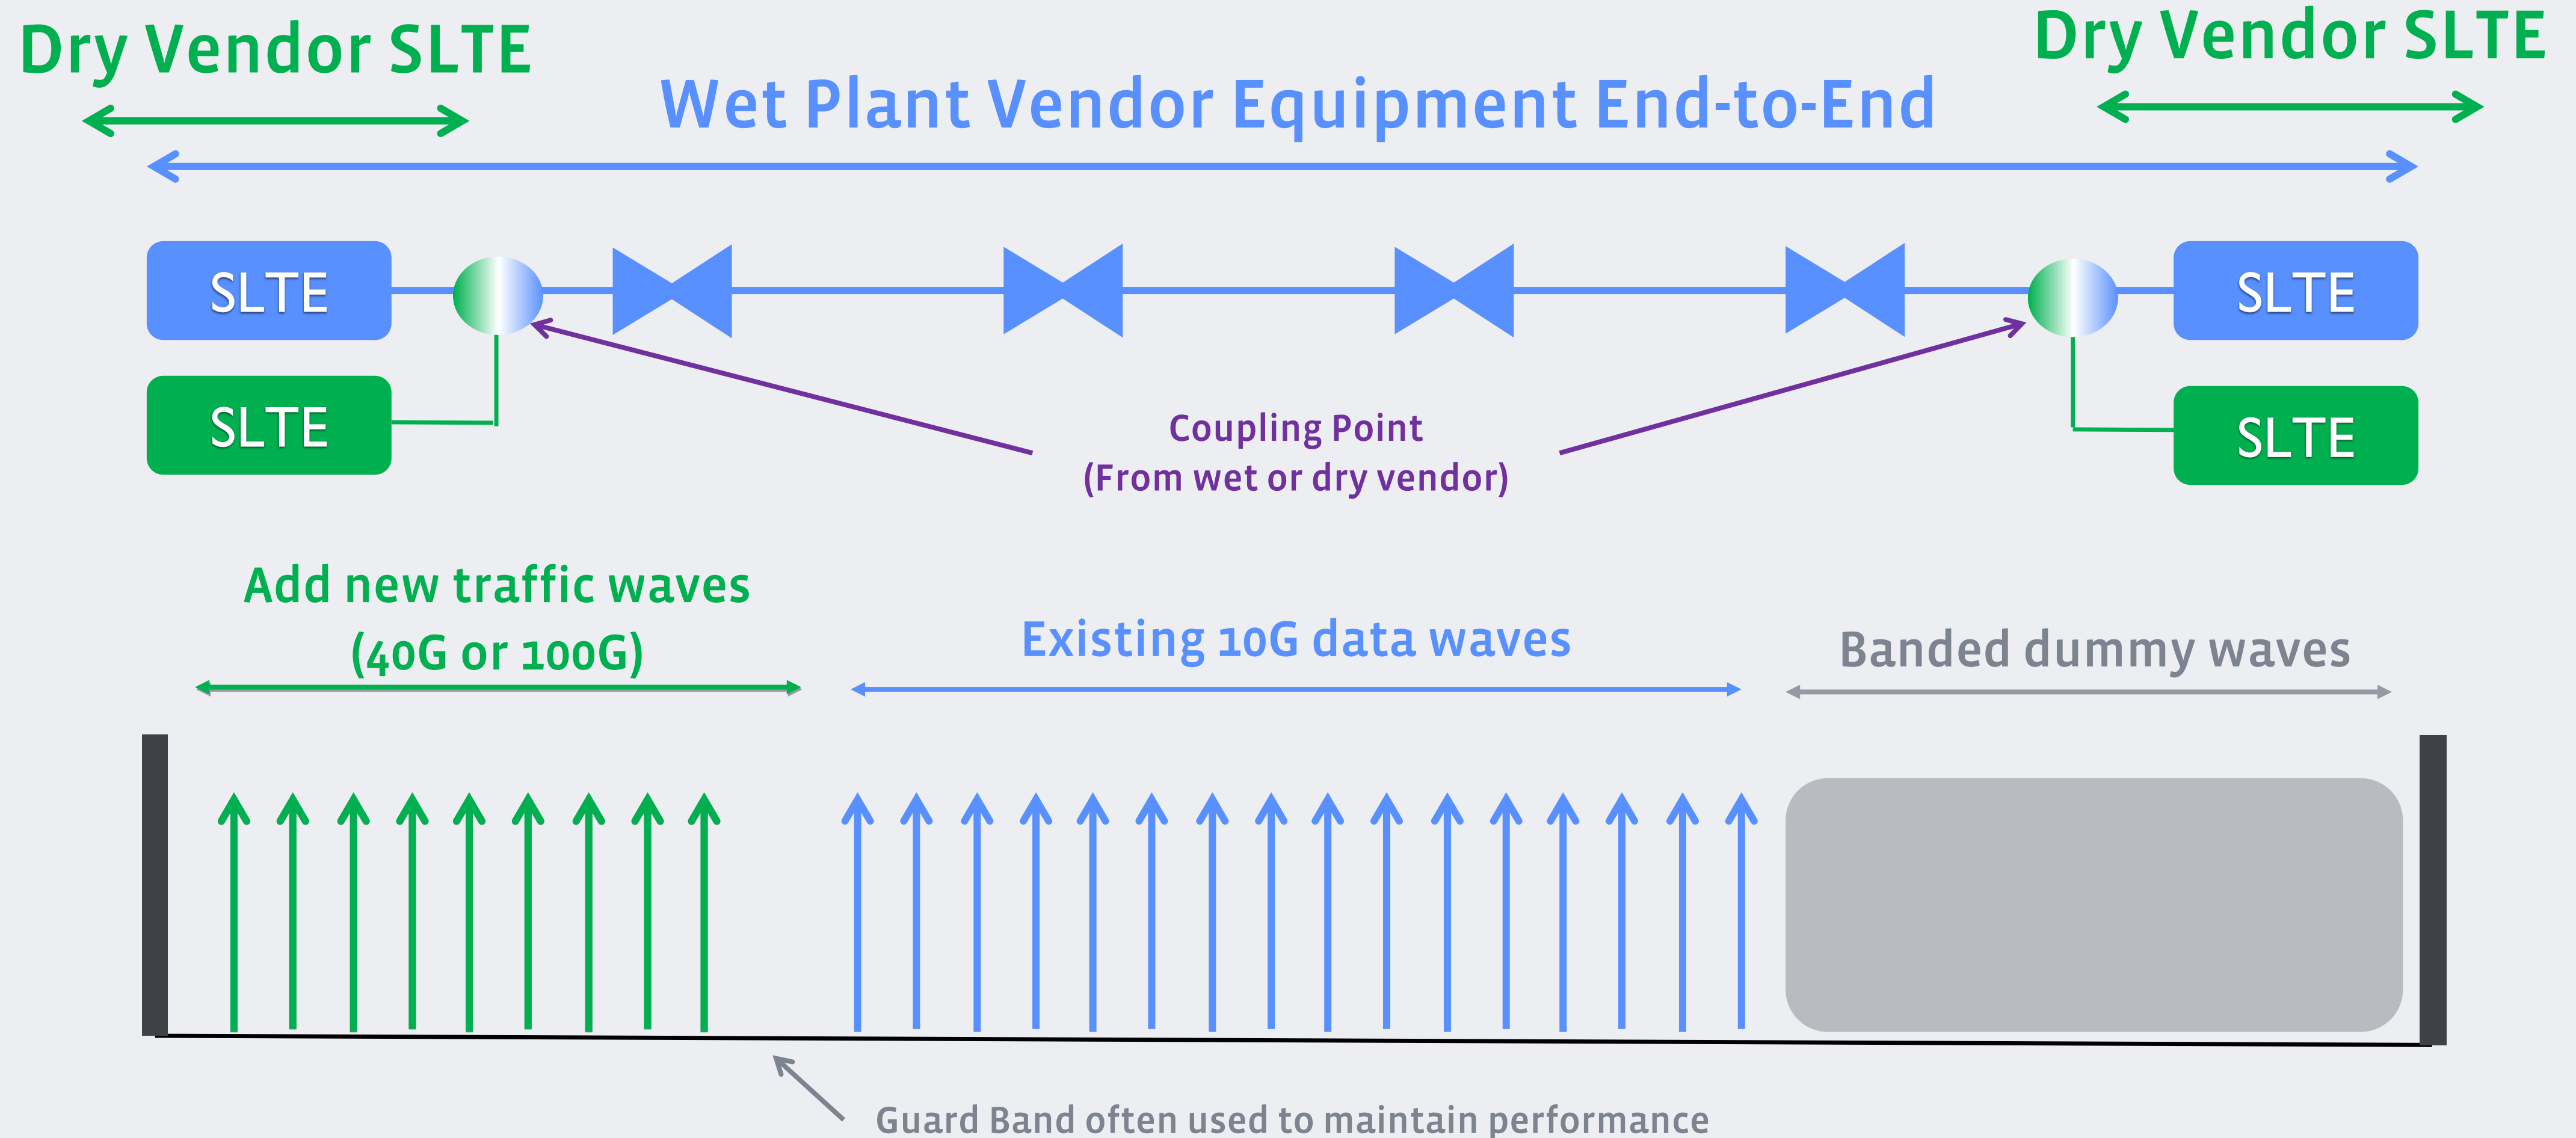 Dry Vendor SLTE
Dry Vendor SLTE
Wet Plant Vendor Equipment End-to-End
SLTE
SLTE
SLTE
SLTE
Coupling Point
(From wet or dry vendor)
Add new traffic waves
(40G or 100G)
Existing 10G data waves
Banded dummy waves
Guard Band often used to maintain performance